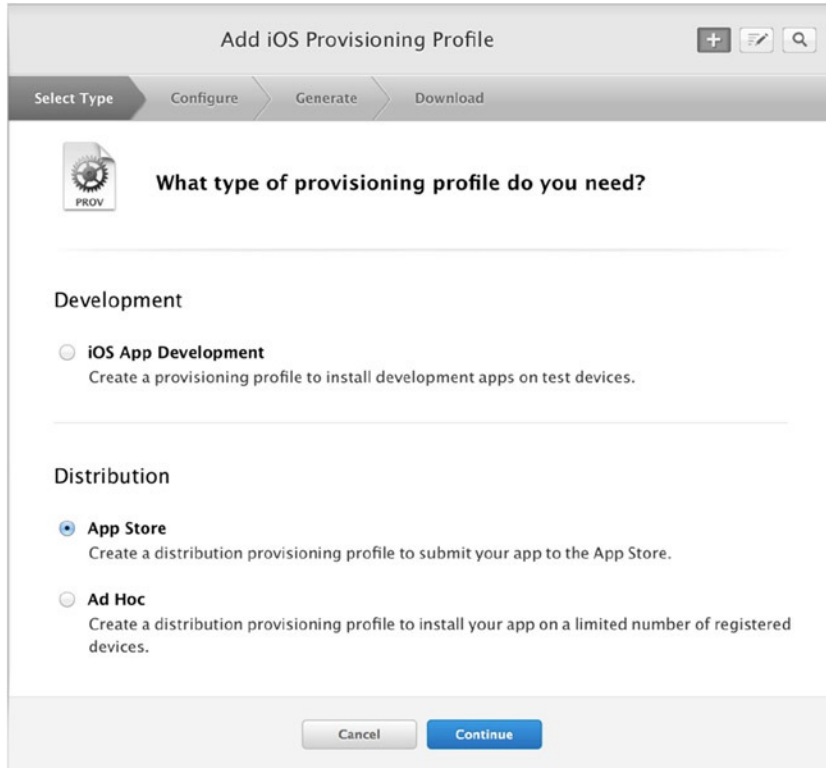 Add iOS Provisioning Profile
Select Type Configure Generate Download
PROV
What type of provisioning profile do you need?
Development
iOS App Development
Create a provisioning profile to install development apps on test devices.
Distribution
App Store
Create a distribution provisioning profile to submit your app to the App Store.
Ad Hoc
Create a distribution provisioning profile to install your app on a limited number of registered
devices.
Cancel Continue